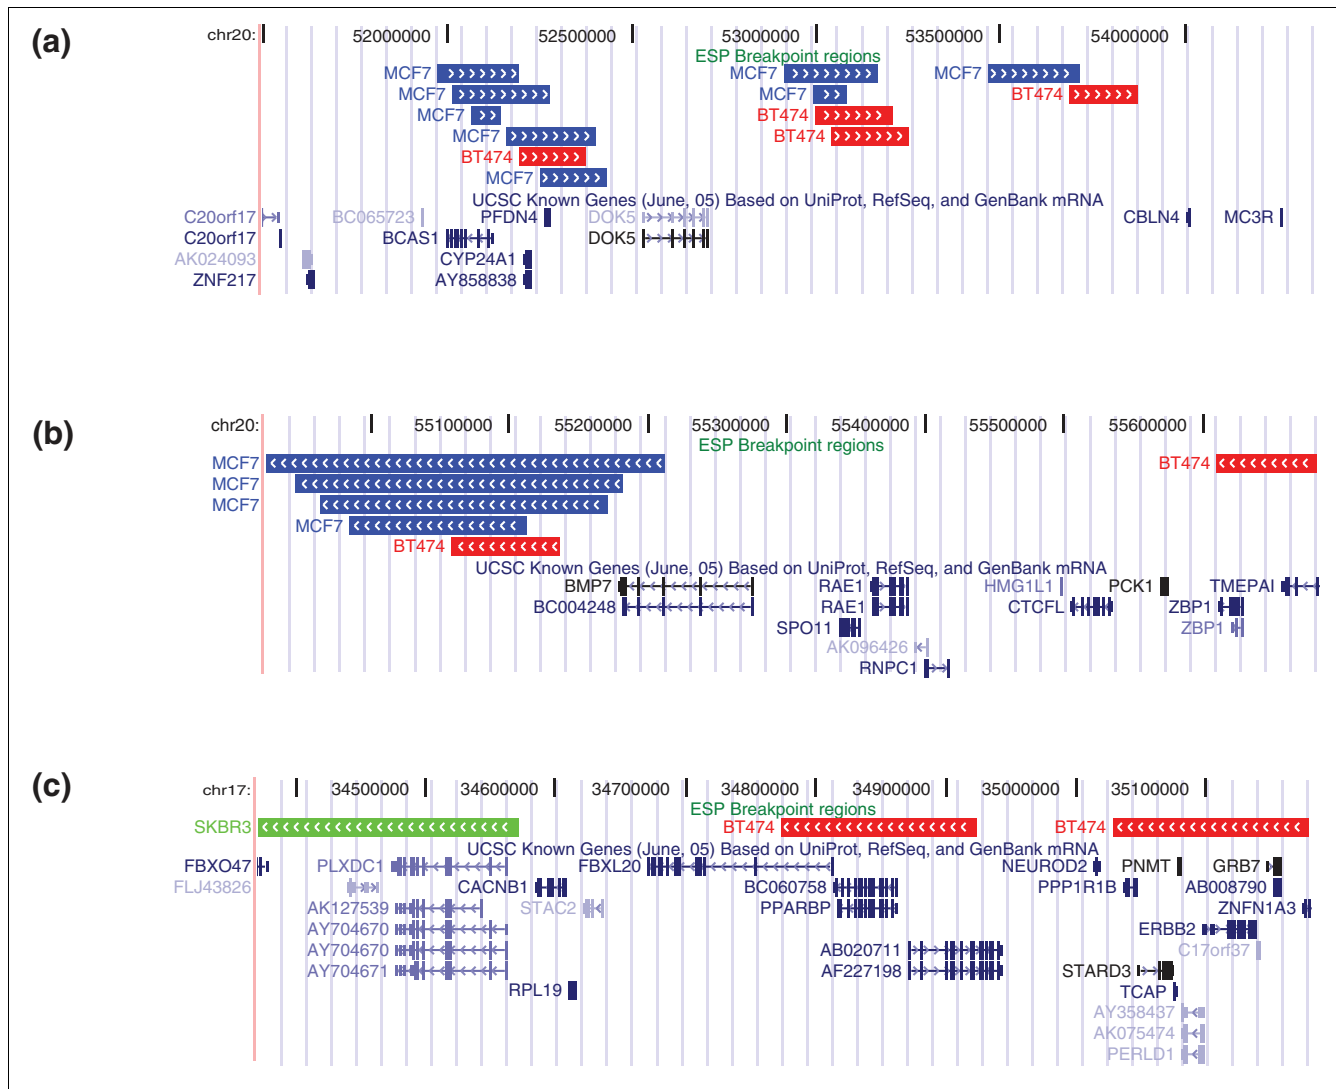 (a)
chr20: 52000000 52500000 53000000 53500000 54000000
ESP Breakpoint regions
MCF7 MCF7 MCF7
MCF7 MCF7 BT474
MCF7 BT474
MCF7 BT474
BT474
MCF7
UCSC Known Genes (June, 05) Based on UniProt, RefSeq, and GenBank mRNA
C20orf17 BC065723 PFDN4 DOK5 CBLN4 MC3R
C20orf17 BCAS1 DOK5
AK024093 CYP24A1
ZNF217 AY858838
(b)
chr20: 55100000 55200000 55300000 55400000 55500000 55600000
ESP Breakpoint regions
MCF7 BT474
MCF7
MCF7
MCF7
BT474
UCSC Known Genes (June, 05) Based on UniProt, RefSeq, and GenBank mRNA
BMP7 RAE1 HMG1L1 PCK1 TMEPAI
BC004248 RAE1 CTCFL ZBP1
SPO11 ZBP1
AK096426
RNPC1
(c)
chr17: 34500000 34600000 34700000 34800000 34900000 35000000 35100000
ESP Breakpoint regions
SKBR3 BT474 BT474
UCSC Known Genes (June, 05) Based on UniProt, RefSeq, and GenBank mRNA
FBXO47 PLXDC1 FBXL20 NEUROD2 PNMT GRB7
FLJ43826 CACNB1 BC060758 PPP1R1B AB008790
AK127539 STAC2 PPARBP ZNFN1A3
AY704670 ERBB2
AY704670 AB020711 C17orf37
AY704671 AF227198 STARD3
RPL19 TCAP
AY358437
AK075474
PERLD1